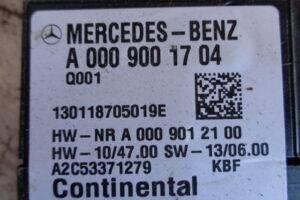 MERCEDES-BENZ
A 000 900 17 04
Q001
130118705019E
HW-NR A 000 901 21 00
HW-10/47.00 SW-13/06.00
A2C53371279 KBF
Continental